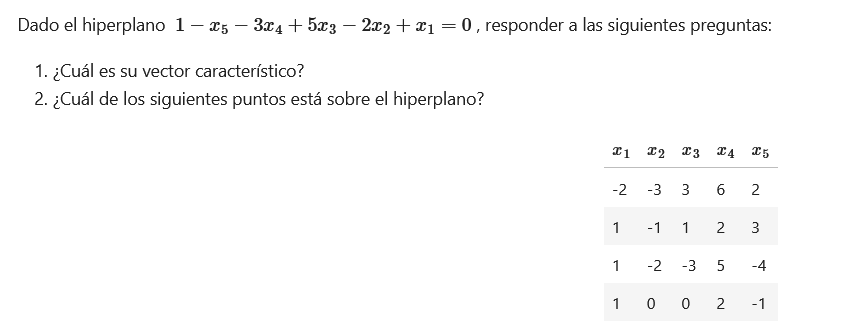 Dado el hiperplano 1 − x₅ − 3x₄ + 5x₃ − 2x₂ + x₁ = 0 , responder a las siguientes preguntas:
1. ¿Cuál es su vector característico?
2. ¿Cuál de los siguientes puntos está sobre el hiperplano?
x₁ x₂ x₃ x₄ x₅
-2 -3 3 6 2
1 -1 1 2 3
1 -2 -3 5 -4
1 0 0 2 -1